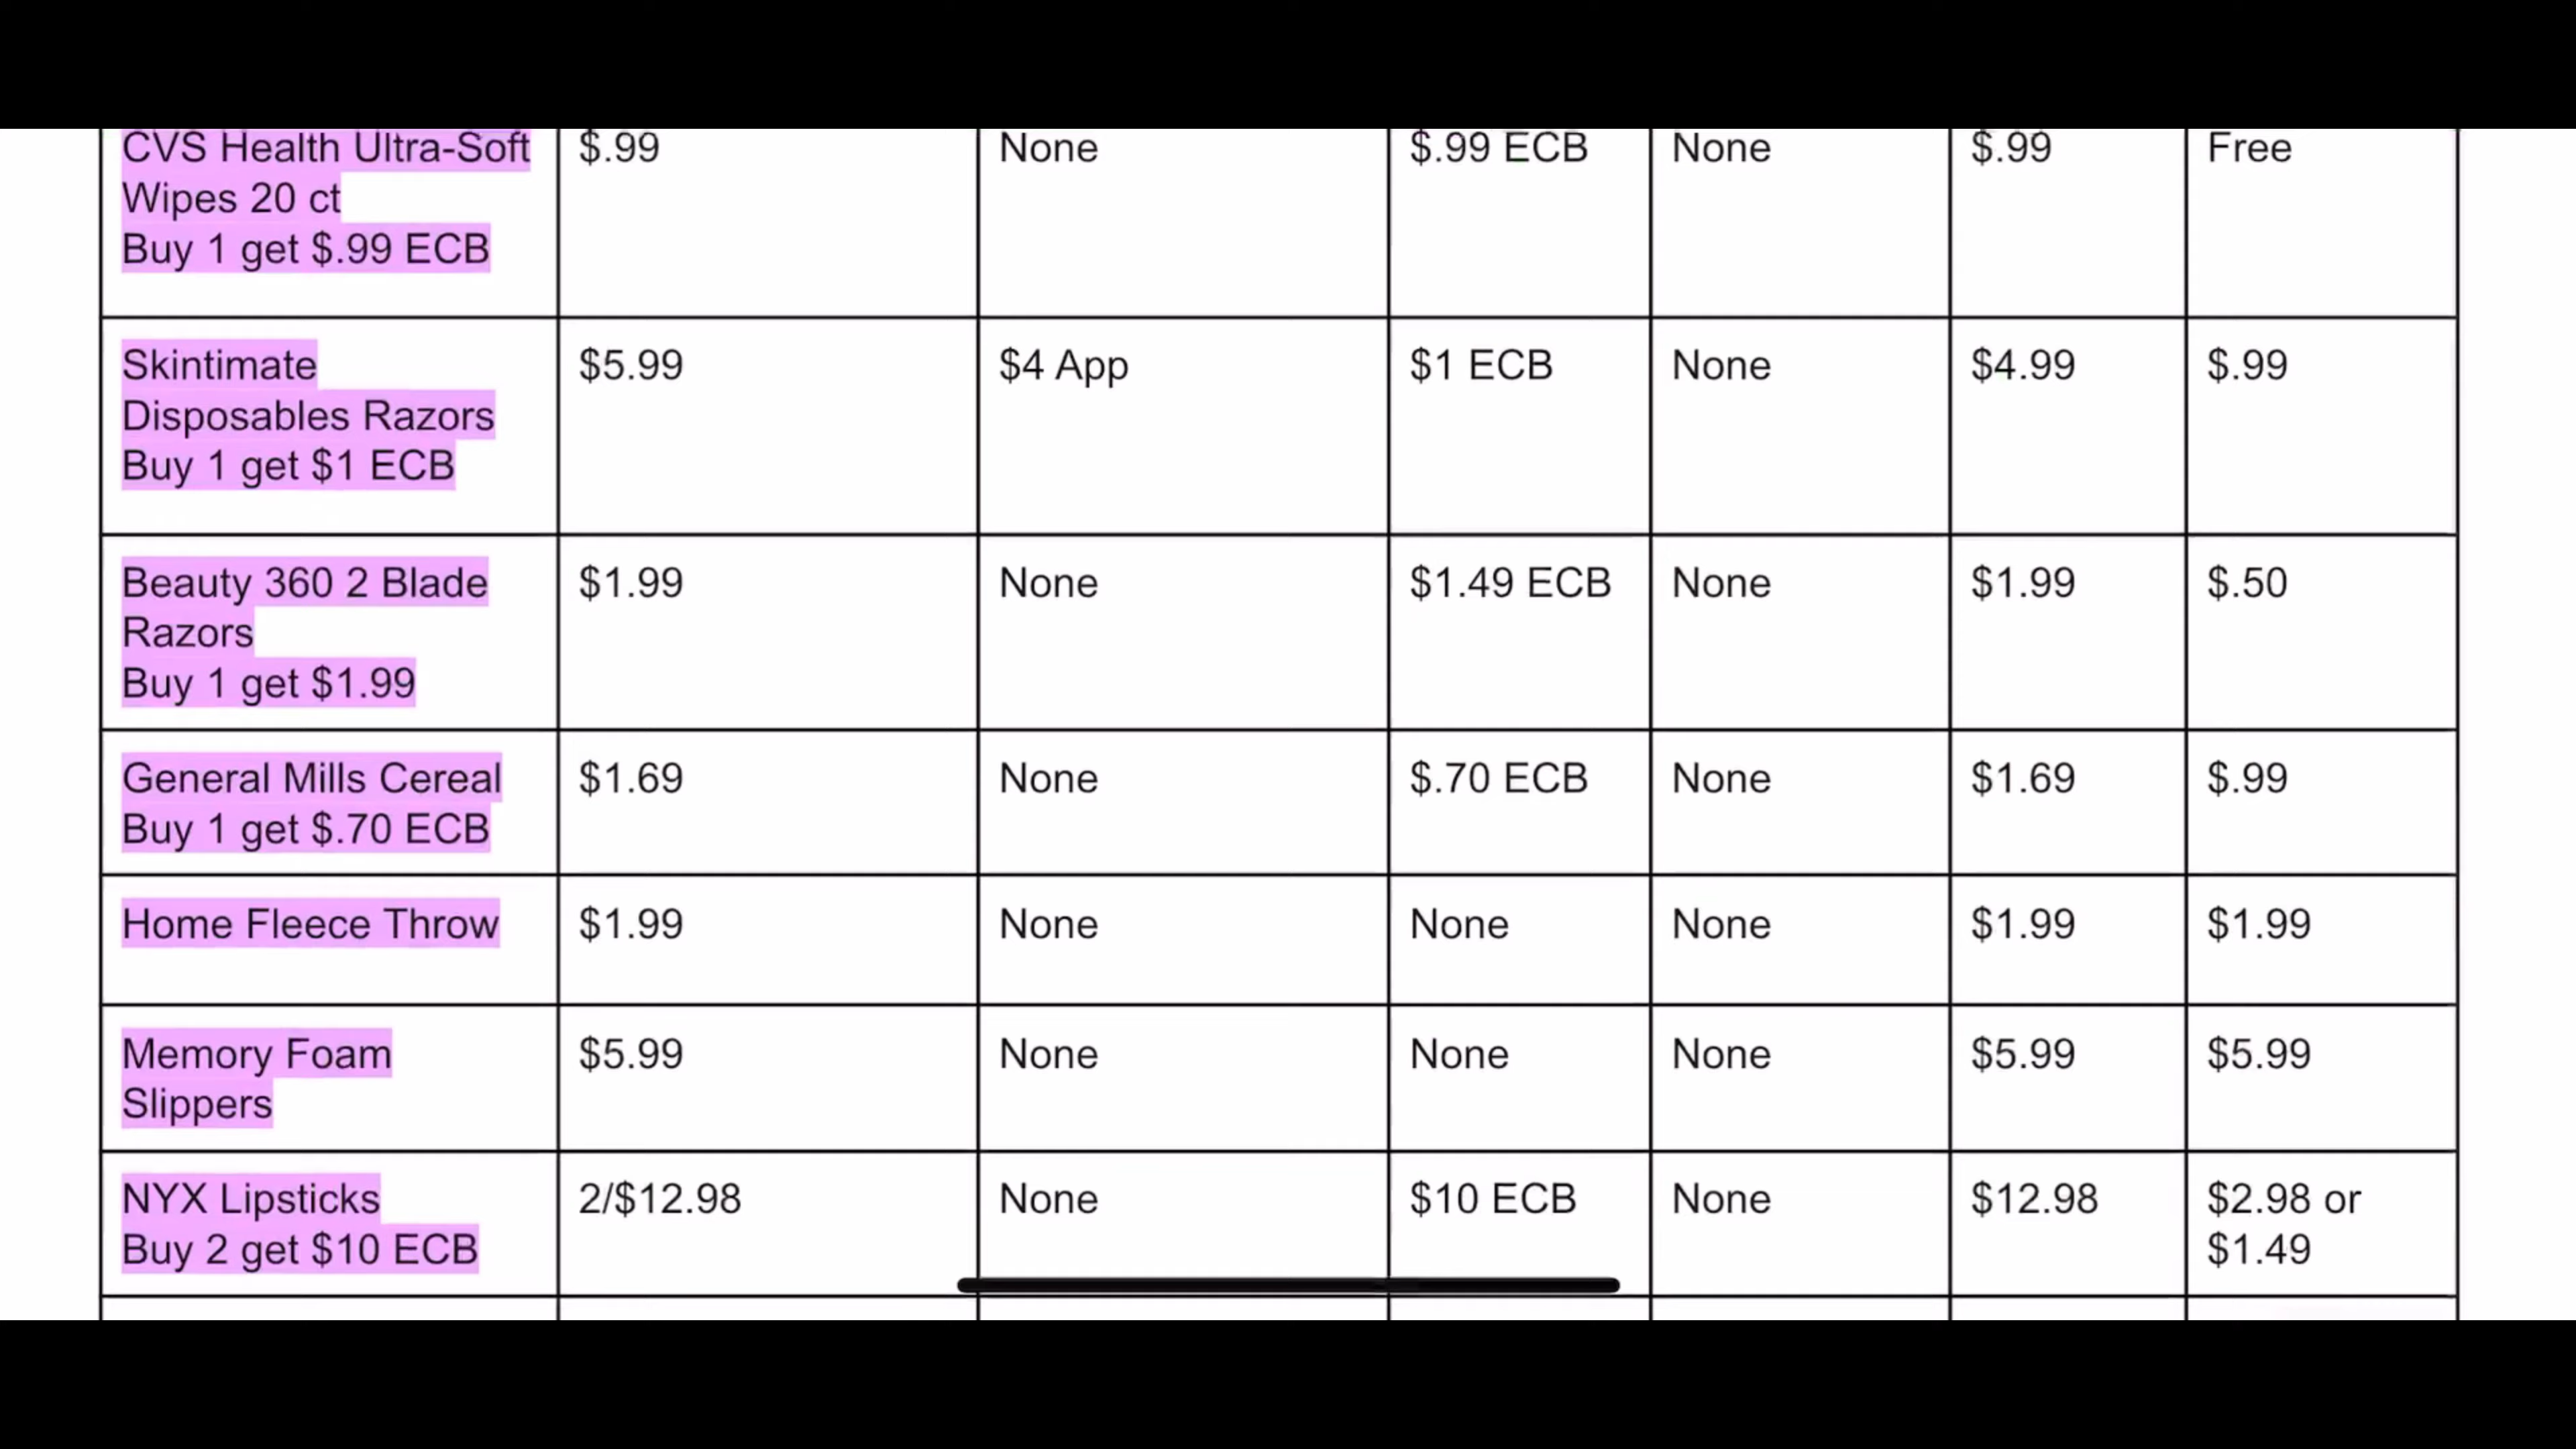 CVS Health Ultra-Soft
Wipes 20 ct
Buy 1 get $.99 ECB
$.99
None
$.99 ECB
None
$.99
Free
Skintimate
Disposables Razors
Buy 1 get $1 ECB
$5.99
$4 App
$1 ECB
None
$4.99
$.99
Beauty 360 2 Blade
Razors
Buy 1 get $1.99
$1.99
None
$1.49 ECB
None
$1.99
$.50
General Mills Cereal
Buy 1 get $.70 ECB
$1.69
None
$.70 ECB
None
$1.69
$.99
Home Fleece Throw
$1.99
None
None
None
$1.99
$1.99
Memory Foam
Slippers
$5.99
None
None
None
$5.99
$5.99
NYX Lipsticks
Buy 2 get $10 ECB
2/$12.98
None
$10 ECB
None
$12.98
$2.98 or
$1.49